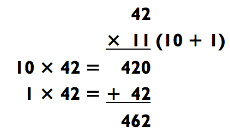 42
× 11 (10 + 1)
10 × 42 = 420
1 × 42 = + 42
462